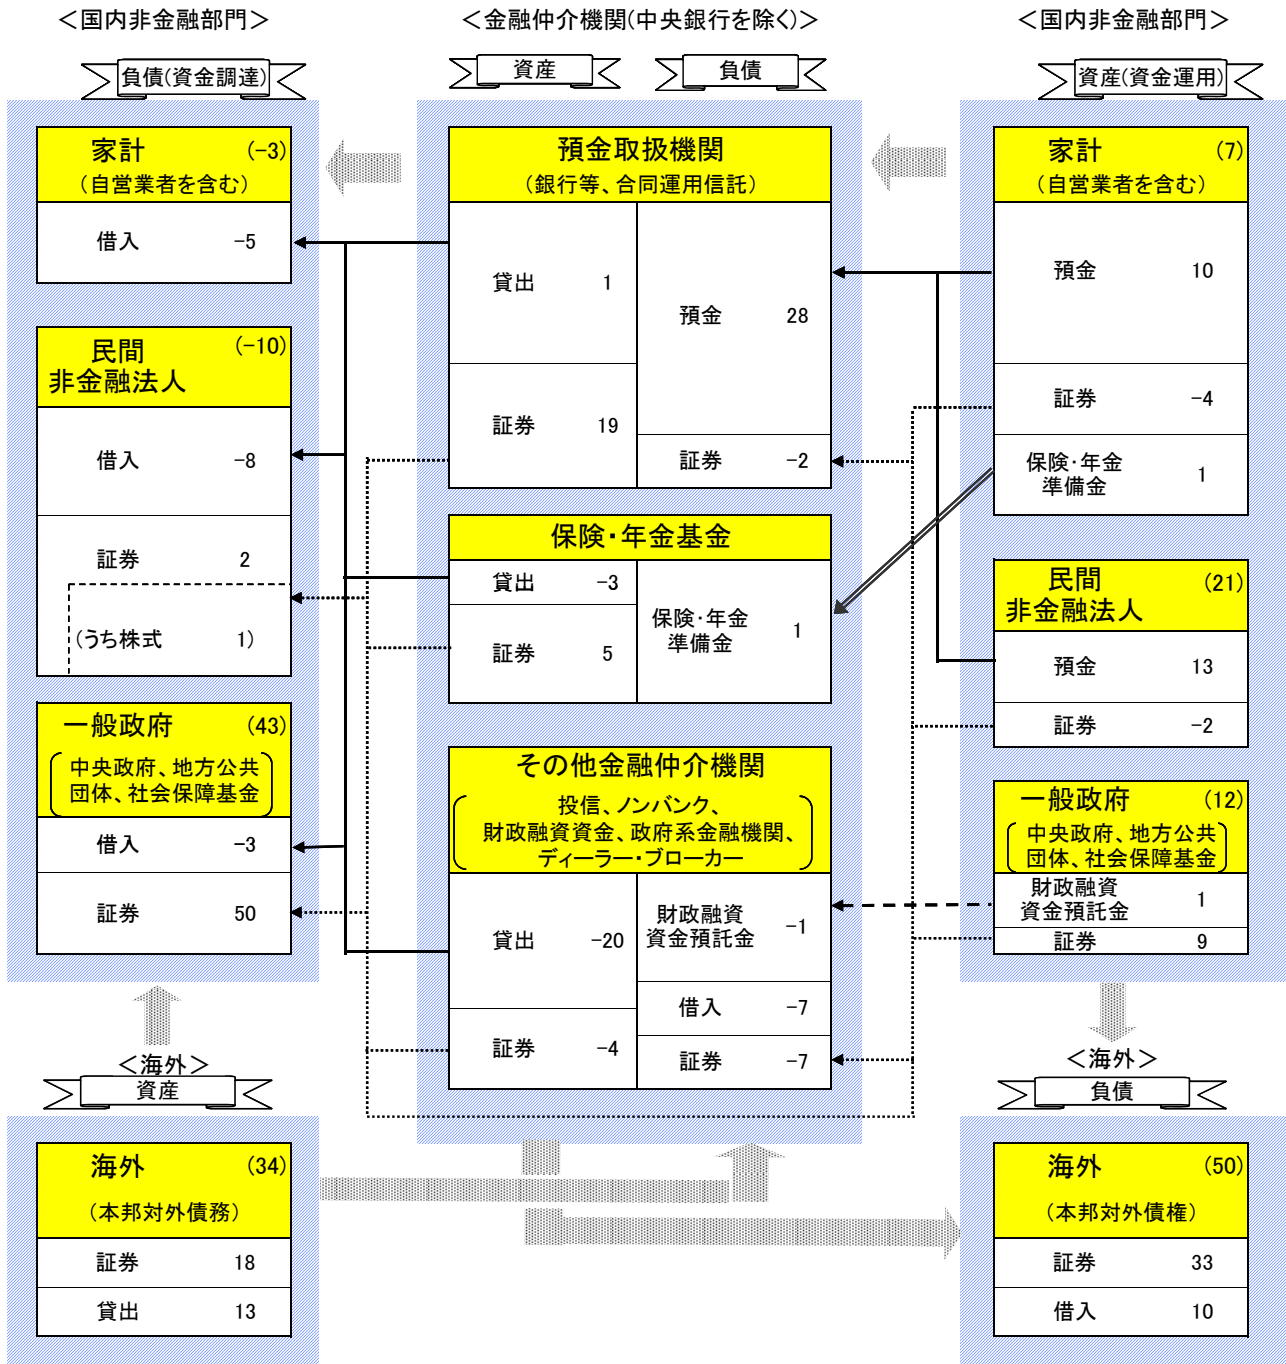 ＜国内非金融部門＞
負債(資金調達)
家計 (-3)
(自営業者を含む)
借入 -5
民間 (-10)
非金融法人
借入 -8
証券 2
(うち株式 1)
一般政府 (43)
中央政府、地方公共
団体、社会保障基金
借入 -3
証券 50
＜海外＞
資産
海外 (34)
(本邦対外債務)
証券 18
貸出 13
＜金融仲介機関(中央銀行を除く)＞
資産 負債
預金取扱機関
(銀行等、合同運用信託)
貸出 1
証券 19
預金 28
証券 -2
保険・年金基金
貸出 -3
証券 5
保険・年金
準備金 1
その他金融仲介機関
投信、ノンバンク、
財政融資資金、政府系金融機関、
ディーラー・ブローカー
貸出 -20
証券 -4
財政融資
資金預託金 -1
借入 -7
証券 -7
＜国内非金融部門＞
資産(資金運用)
家計 (7)
(自営業者を含む)
預金 10
証券 -4
保険・年金
準備金 1
民間 (21)
非金融法人
預金 13
証券 -2
一般政府 (12)
中央政府、地方公共
団体、社会保障基金
財政融資
資金預託金 1
証券 9
＜海外＞
負債
海外 (50)
(本邦対外債権)
証券 33
借入 10